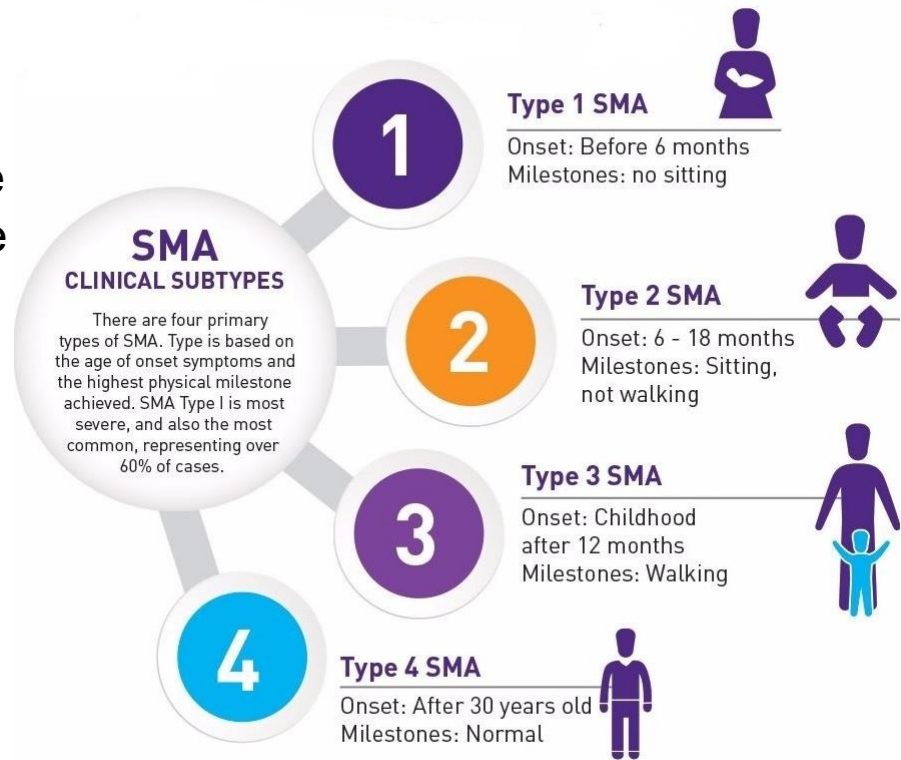 e
e
SMA
CLINICAL SUBTYPES
There are four primary
types of SMA. Type is based on
the age of onset symptoms and
the highest physical milestone
achieved. SMA Type I is most
severe, and also the most
common, representing over
60% of cases.
1
Type 1 SMA
Onset: Before 6 months
Milestones: no sitting
2
Type 2 SMA
Onset: 6 - 18 months
Milestones: Sitting,
not walking
3
Type 3 SMA
Onset: Childhood
after 12 months
Milestones: Walking
4
Type 4 SMA
Onset: After 30 years old
Milestones: Normal